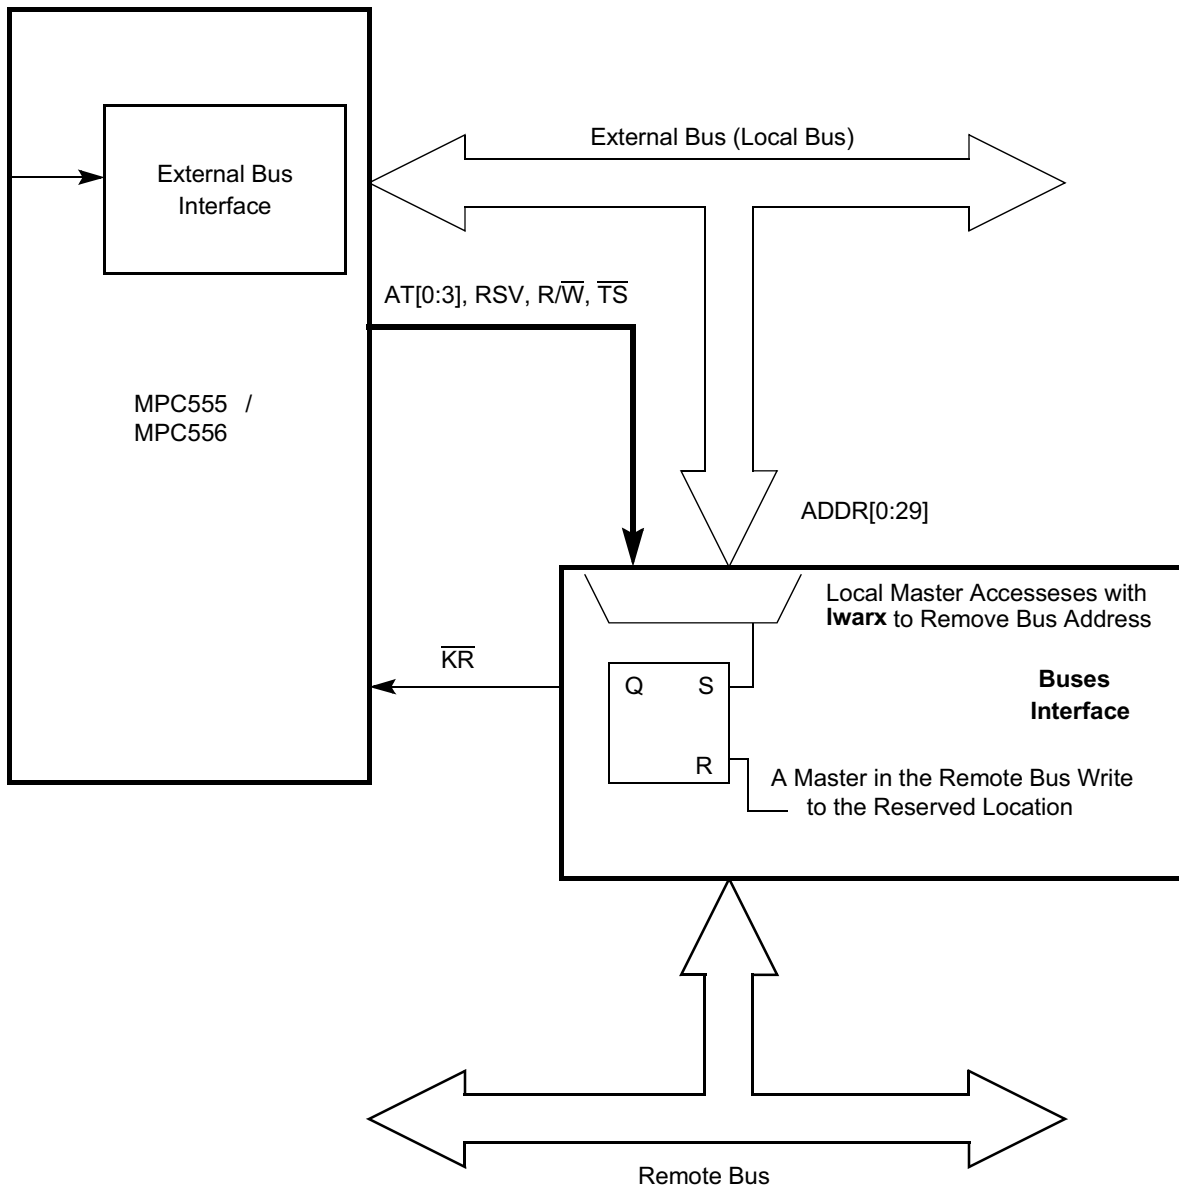 External Bus (Local Bus)
External Bus
Interface
AT[0:3], RSV, R/W̅, T̅S̅
MPC555 /
MPC556
ADDR[0:29]
Local Master Accesseses with
lwarx to Remove Bus Address
K̅R̅
Q S
Buses
Interface
R
A Master in the Remote Bus Write
to the Reserved Location
Remote Bus